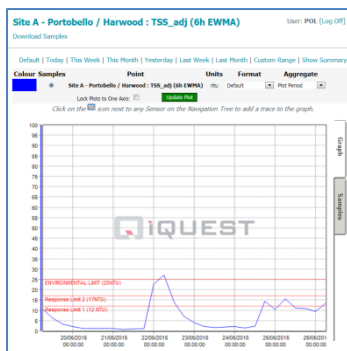 Site A - Portobello / Harwood : TSS_adj (6h EWMA)
User: POL [Log Off]
Download Samples
Default | Today | This Week | This Month | Yesterday | Last Week | Last Month | Custom Range | Show Summary
Colour Samples Point Units Format Aggregate
Site A - Portobello / Harwood : TSS_adj (6h EWMA) ntu Default Plot Period
Lock Plots to One Axis: Update Plot
Click on the icon next to any Sensor on the Navigation Tree to add a trace to the graph.
Graph
Samples
100
95
90
85
80
75
70
65
60
55
50
45
40
35
30
25
20
15
10
5
0
iQUEST
ENVIRONMENTAL LIMIT (25NTU)
Response Limit 2 (17NTU)
Response Limit 1 (12 NTU)
20/06/2016 21/06/2016 22/06/2016 23/06/2016 24/06/2016 25/06/2016 26/06/2016
00:00:00 00:00:00 00:00:00 00:00:00 00:00:00 00:00:00 00:00:00